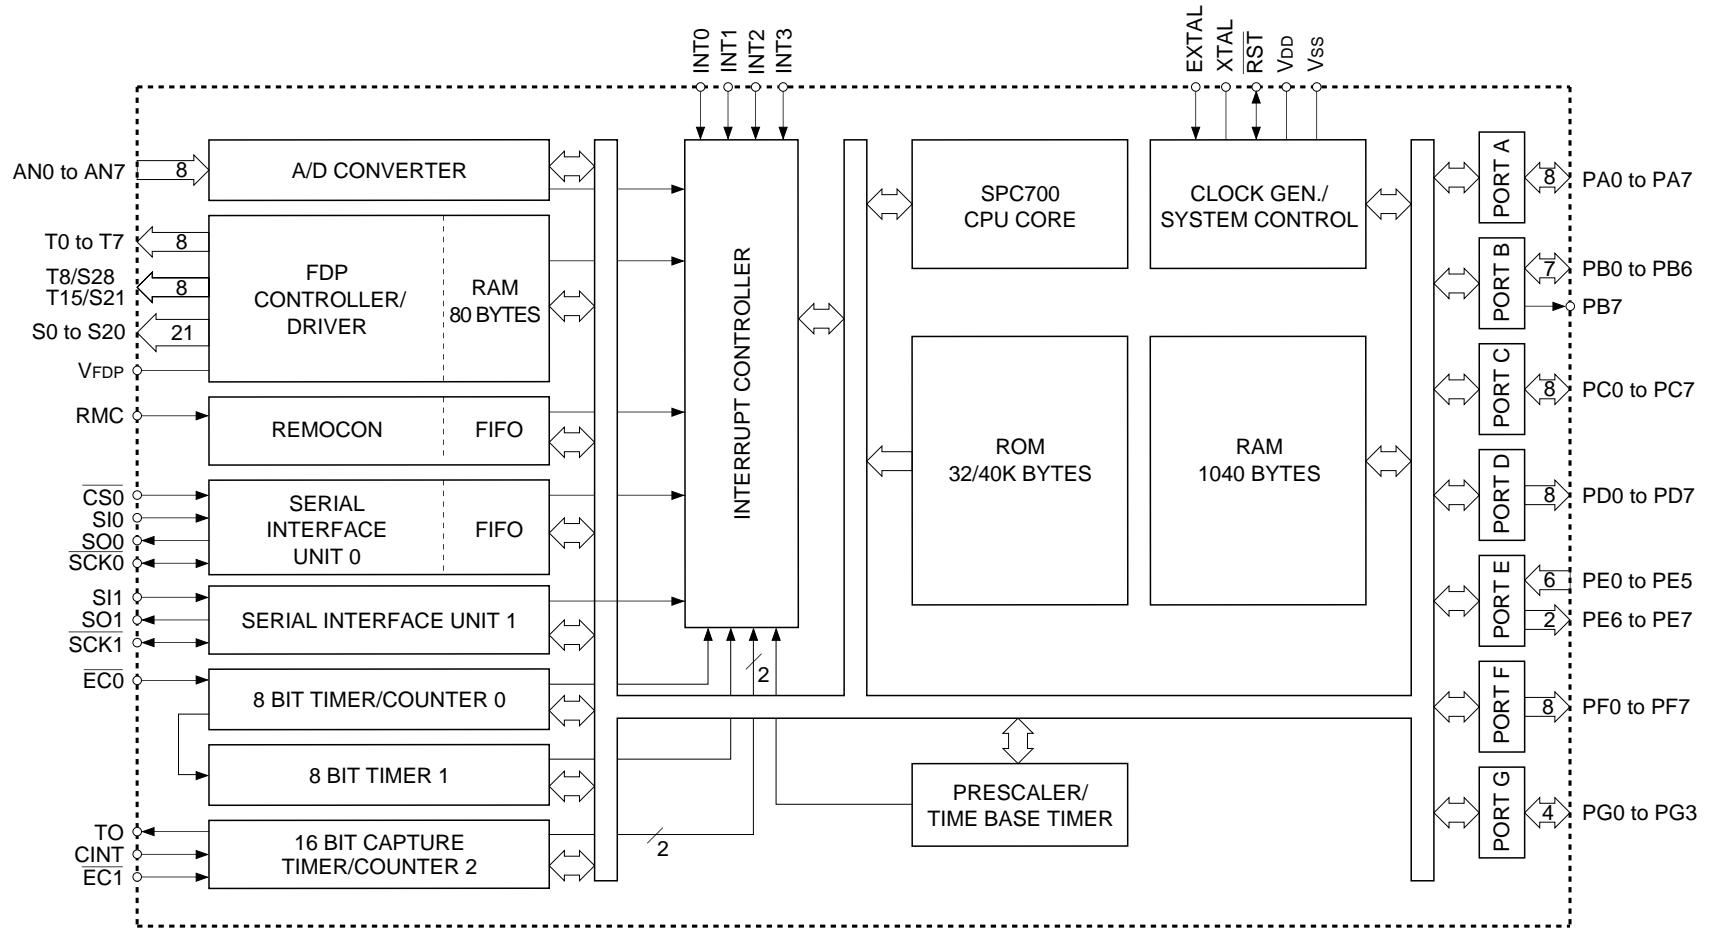 INT0
INT1
INT2
INT3
EXTAL
XTAL
RST
VDD
VSS
AN0 to AN7
8
A/D CONVERTER
T0 to T7
8
T8/S28
T15/S21
8
S0 to S20
21
VFDP
FDP
CONTROLLER/
DRIVER
RAM
80 BYTES
RMC
REMOCON
FIFO
CS0
SI0
SO0
SCK0
SERIAL
INTERFACE
UNIT 0
FIFO
SI1
SO1
SCK1
SERIAL INTERFACE UNIT 1
EC0
8 BIT TIMER/COUNTER 0
8 BIT TIMER 1
TO
CINT
EC1
16 BIT CAPTURE
TIMER/COUNTER 2
2
2
INTERRUPT CONTROLLER
SPC700
CPU CORE
CLOCK GEN./
SYSTEM CONTROL
ROM
32/40K BYTES
RAM
1040 BYTES
PRESCALER/
TIME BASE TIMER
PORT A
8
PA0 to PA7
PORT B
7
PB0 to PB6
PB7
PORT C
8
PC0 to PC7
PORT D
8
PD0 to PD7
PORT E
6
PE0 to PE5
2
PE6 to PE7
PORT F
8
PF0 to PF7
PORT G
4
PG0 to PG3